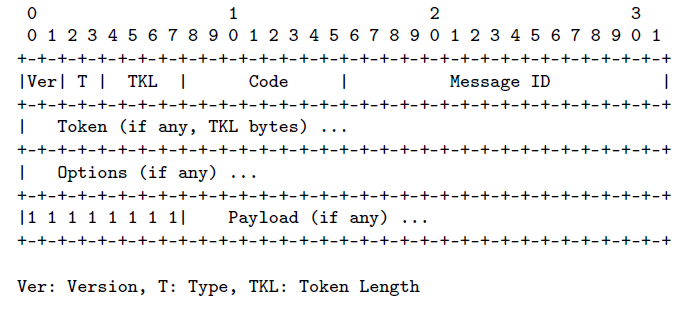 0                   1                   2                   3
 0 1 2 3 4 5 6 7 8 9 0 1 2 3 4 5 6 7 8 9 0 1 2 3 4 5 6 7 8 9 0 1
+-+-+-+-+-+-+-+-+-+-+-+-+-+-+-+-+-+-+-+-+-+-+-+-+-+-+-+-+-+-+-+-+
|Ver| T |  TKL  |      Code     |          Message ID           |
+-+-+-+-+-+-+-+-+-+-+-+-+-+-+-+-+-+-+-+-+-+-+-+-+-+-+-+-+-+-+-+-+
|   Token (if any, TKL bytes) ...
+-+-+-+-+-+-+-+-+-+-+-+-+-+-+-+-+-+-+-+-+-+-+-+-+-+-+-+-+-+-+-+-+
|   Options (if any) ...
+-+-+-+-+-+-+-+-+-+-+-+-+-+-+-+-+-+-+-+-+-+-+-+-+-+-+-+-+-+-+-+-+
|1 1 1 1 1 1 1 1|    Payload (if any) ...
+-+-+-+-+-+-+-+-+-+-+-+-+-+-+-+-+-+-+-+-+-+-+-+-+-+-+-+-+-+-+-+-+
Ver: Version, T: Type, TKL: Token Length